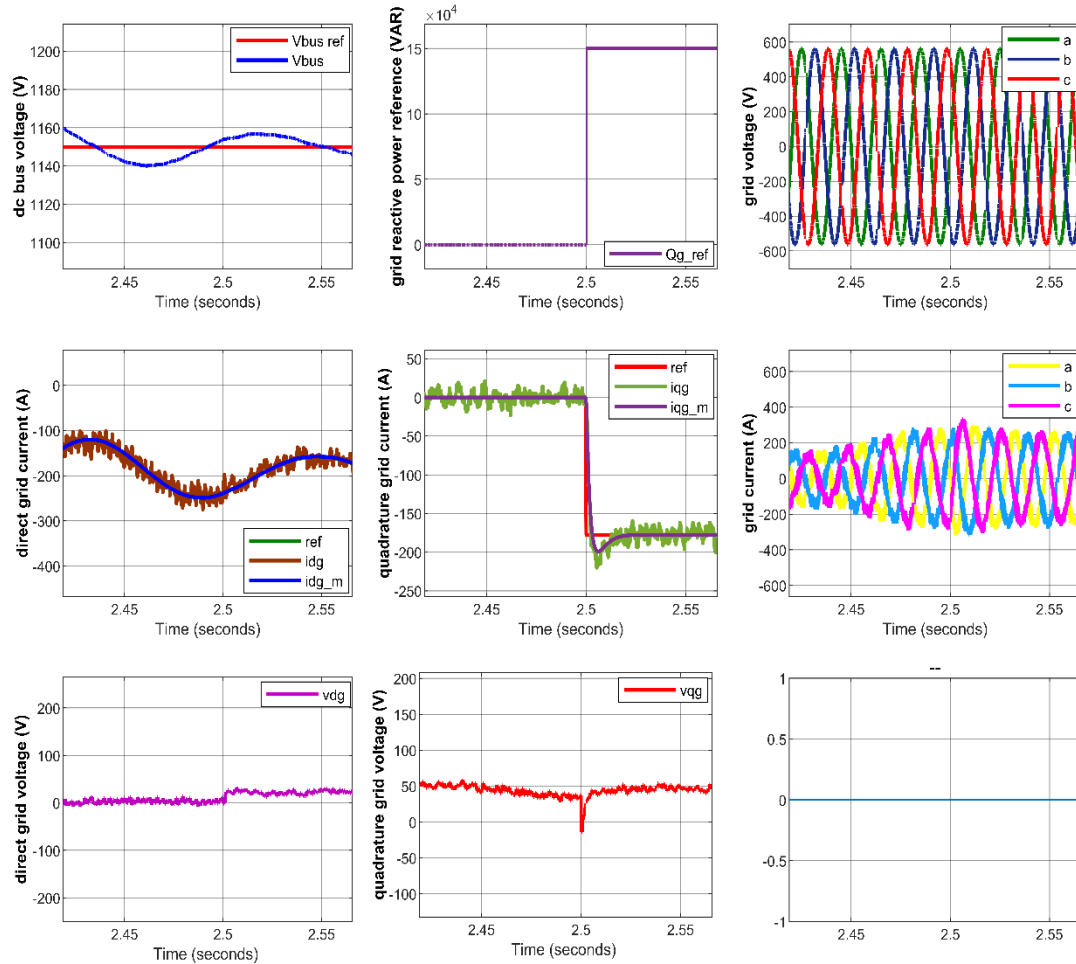 dc bus voltage (V)
1200
1180
1160
1140
1120
1100
Vbus ref
Vbus
2.45
2.5
2.55
Time (seconds)
×10⁴
grid reactive power reference (VAR)
15
10
5
0
Qg_ref
2.45
2.5
2.55
Time (seconds)
grid voltage (V)
600
400
200
0
-200
-400
-600
a
b
c
2.45
2.5
2.55
Time (seconds)
direct grid current (A)
0
-100
-200
-300
-400
ref
idg
idg_m
2.45
2.5
2.55
Time (seconds)
quadrature grid current (A)
50
0
-50
-100
-150
-200
-250
ref
iqg
iqg_m
2.45
2.5
2.55
Time (seconds)
grid current (A)
600
400
200
0
-200
-400
-600
a
b
c
2.45
2.5
2.55
Time (seconds)
direct grid voltage (V)
200
100
0
-100
-200
vdg
2.45
2.5
2.55
Time (seconds)
quadrature grid voltage (V)
200
150
100
50
0
-50
-100
vqg
2.45
2.5
2.55
Time (seconds)
--
1
0.5
0
-0.5
-1
2.45
2.5
2.55
Time (seconds)